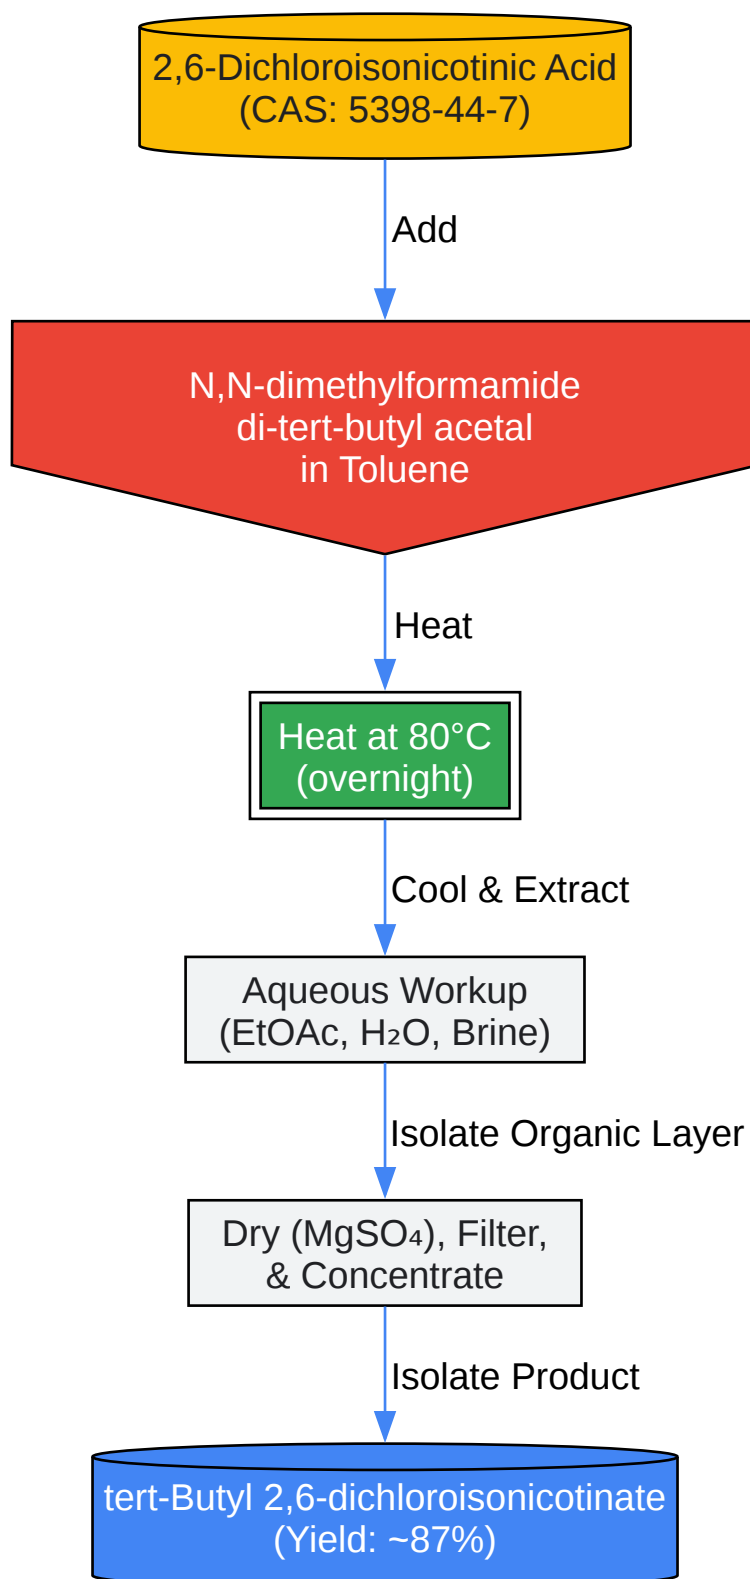 2,6-Dichloroisonicotinic Acid
(CAS: 5398-44-7)
Add
N,N-dimethylformamide
di-tert-butyl acetal
in Toluene
Heat
Heat at 80°C
(overnight)
Cool & Extract
Aqueous Workup
(EtOAc, H₂O, Brine)
Isolate Organic Layer
Dry (MgSO₄), Filter,
& Concentrate
Isolate Product
tert-Butyl 2,6-dichloroisonicotinate
(Yield: ~87%)